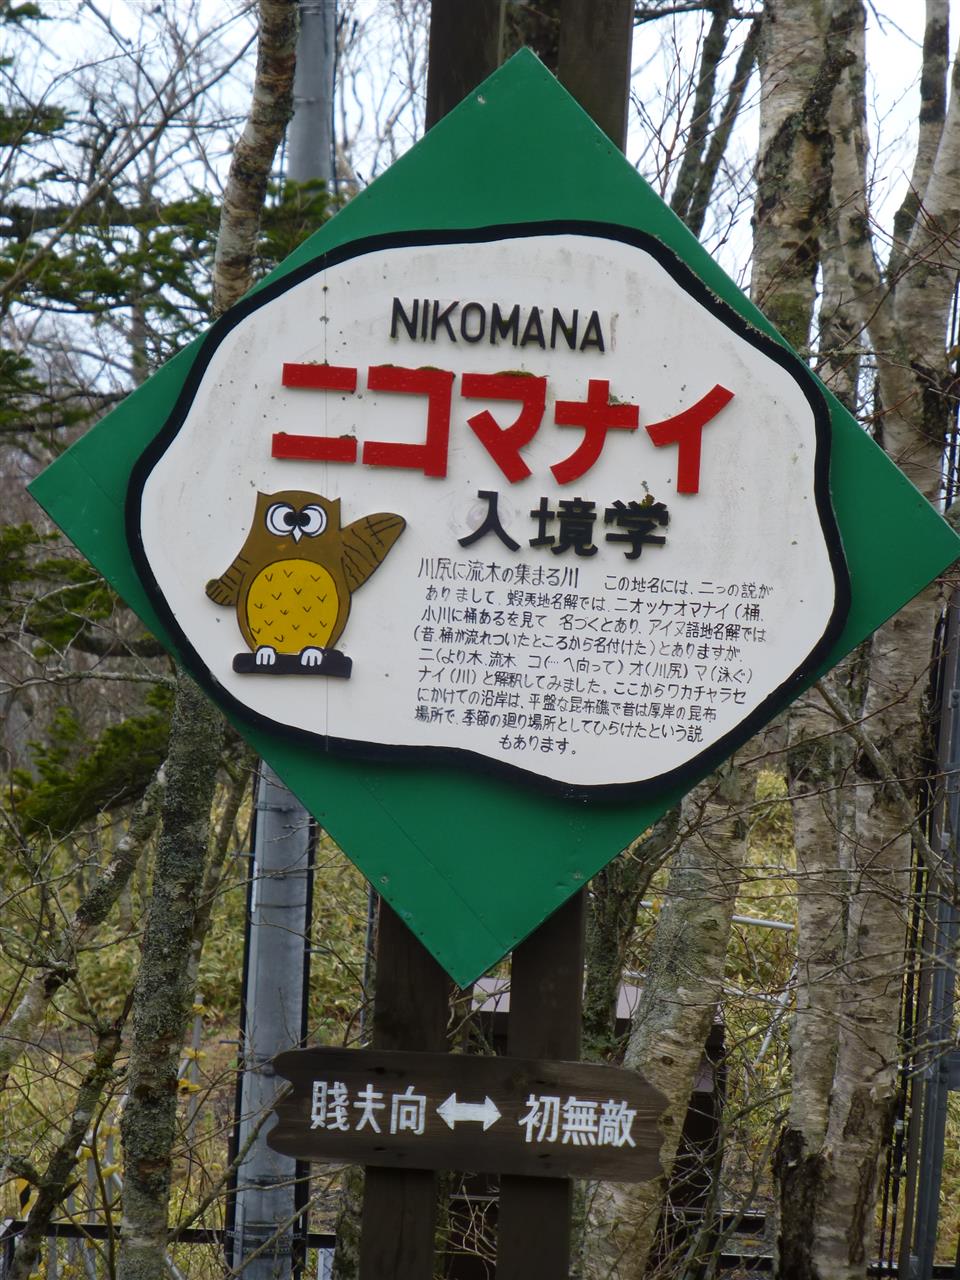 NIKOMANA
ニコマナイ
入境学
川尻に流木の集まる川　この地名には、二つの説が
ありまして、蝦夷地名解では、ニオッケオマナイ(桶、
小川に桶あるを見て　名づくとあり、アイヌ語地名解では
(昔、桶が流れついたところから名付けた)とありますが、
ニ(より木、流木　コ(…へ向って)オ(川尻)マ(泳ぐ)
ナイ(川)と解釈してみました。ここからワカチャラセ
にかけての沿岸は、平盤な昆布礁で昔は厚岸の昆布
場所で、季節の廻り場所としてひらけたという説
もあります。
賤夫向 ↔ 初無敵